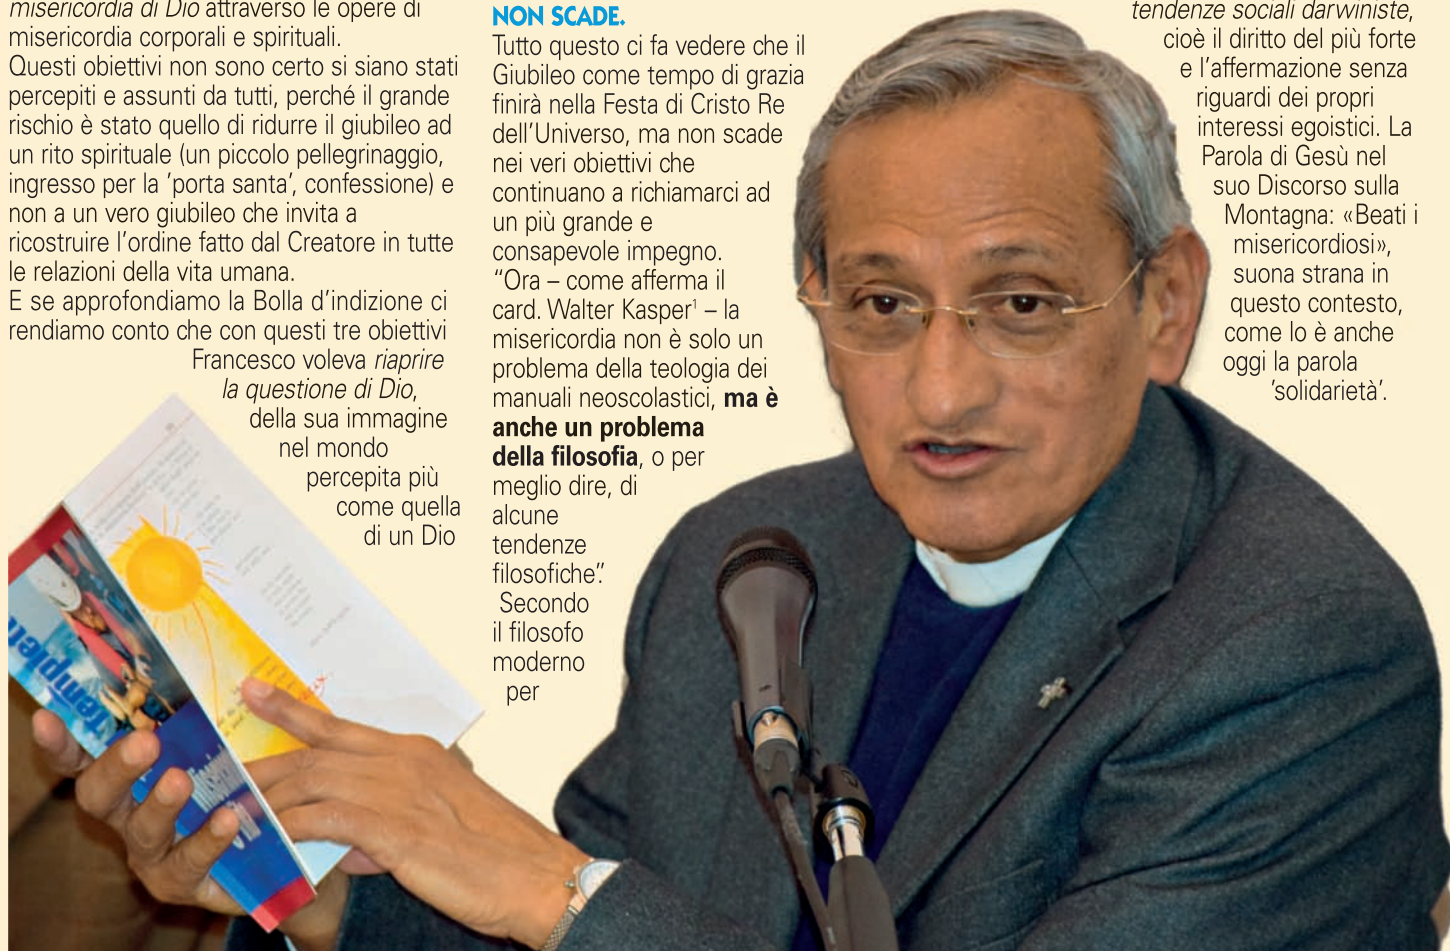 misericordia di Dio attraverso le opere di
misericordia corporali e spirituali.
Questi obiettivi non sono certo si siano stati
percepiti e assunti da tutti, perché il grande
rischio è stato quello di ridurre il giubileo ad
un rito spirituale (un piccolo pellegrinaggio,
ingresso per la 'porta santa', confessione) e
non a un vero giubileo che invita a
ricostruire l'ordine fatto dal Creatore in tutte
le relazioni della vita umana.
E se approfondiamo la Bolla d'indizione ci
rendiamo conto che con questi tre obiettivi
Francesco voleva riaprire
la questione di Dio,
della sua immagine
nel mondo
percepita più
come quella
di un Dio
NON SCADE.
Tutto questo ci fa vedere che il
Giubileo come tempo di grazia
finirà nella Festa di Cristo Re
dell'Universo, ma non scade
nei veri obiettivi che
continuano a richiamarci ad
un più grande e
consapevole impegno.
"Ora – come afferma il
card. Walter Kasper¹ – la
misericordia non è solo un
problema della teologia dei
manuali neoscolastici, ma è
anche un problema
della filosofia, o per
meglio dire, di
alcune
tendenze
filosofiche".
Secondo
il filosofo
moderno
per
tendenze sociali darwiniste,
cioè il diritto del più forte
e l'affermazione senza
riguardi dei propri
interessi egoistici. La
Parola di Gesù nel
suo Discorso sulla
Montagna: «Beati i
misericordiosi»,
suona strana in
questo contesto,
come lo è anche
oggi la parola
'solidarietà'.